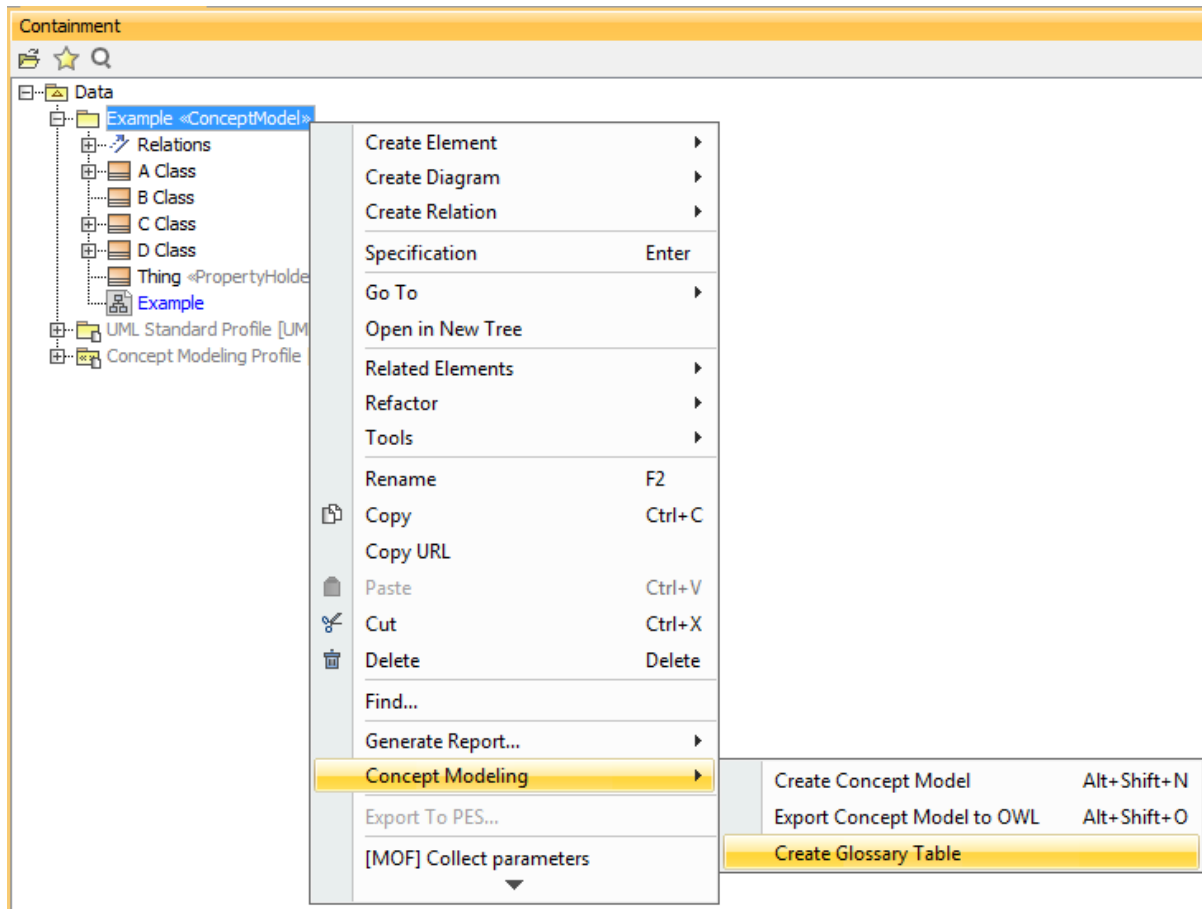 Containment
Data
Example «ConceptModel»
Relations
A Class
B Class
C Class
D Class
Thing «PropertyHolde
Example
UML Standard Profile [UM
Concept Modeling Profile
Create Element
Create Diagram
Create Relation
Specification Enter
Go To
Open in New Tree
Related Elements
Refactor
Tools
Rename F2
Copy Ctrl+C
Copy URL
Paste Ctrl+V
Cut Ctrl+X
Delete Delete
Find...
Generate Report...
Concept Modeling
Export To PES...
[MOF] Collect parameters
Create Concept Model Alt+Shift+N
Export Concept Model to OWL Alt+Shift+O
Create Glossary Table